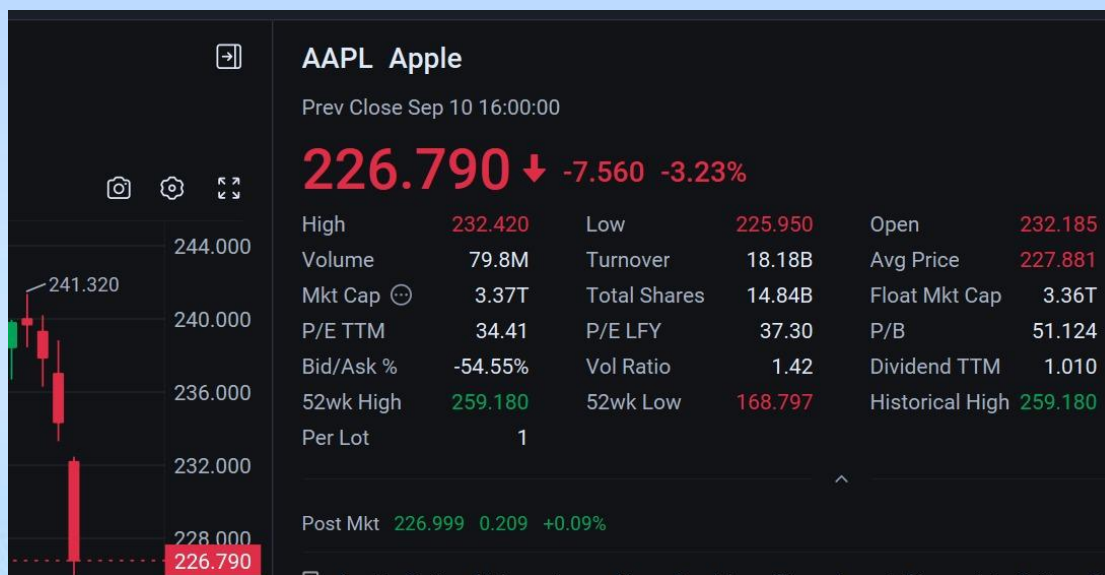 AAPL Apple
Prev Close Sep 10 16:00:00
226.790 -7.560 -3.23%
High 232.420 Low 225.950 Open 232.185
Volume 79.8M Turnover 18.18B Avg Price 227.881
Mkt Cap 3.37T Total Shares 14.84B Float Mkt Cap 3.36T
P/E TTM 34.41 P/E LFY 37.30 P/B 51.124
Bid/Ask % -54.55% Vol Ratio 1.42 Dividend TTM 1.010
52wk High 259.180 52wk Low 168.797 Historical High 259.180
Per Lot 1
Post Mkt 226.999 0.209 +0.09%
244.000
241.320
240.000
236.000
232.000
228.000
226.790